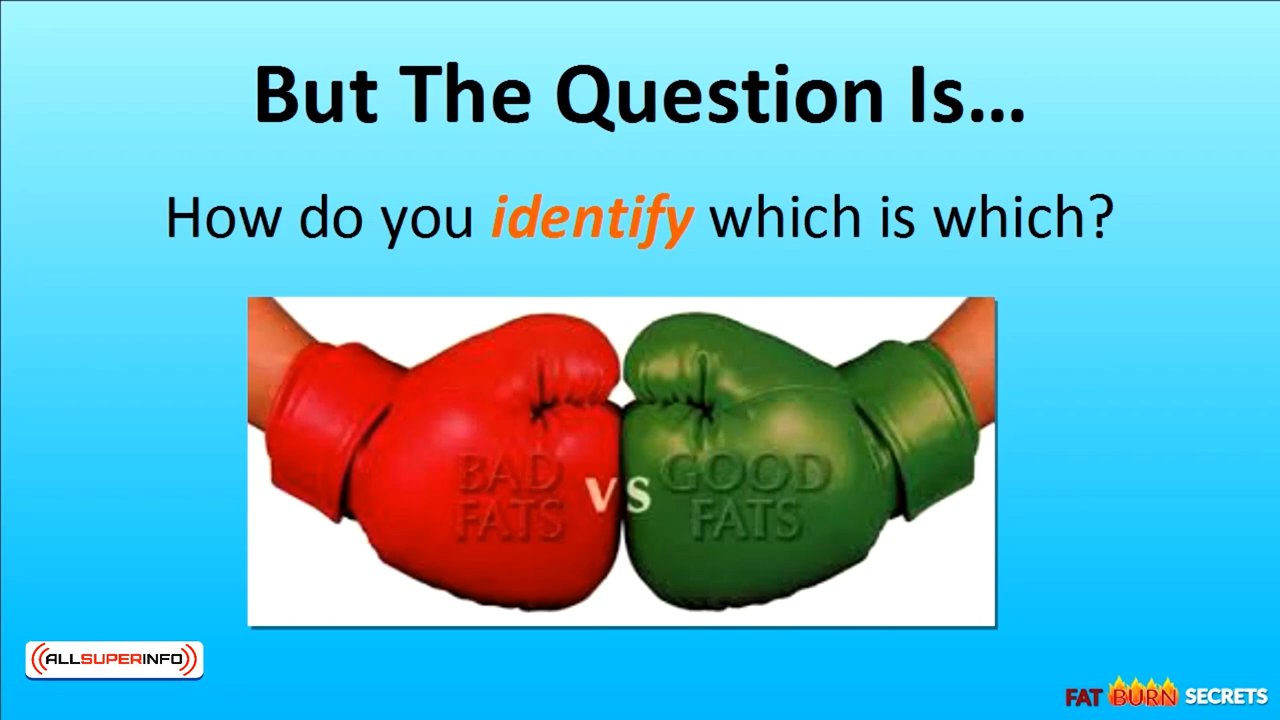 But The Question Is...
How do you identify which is which?
BAD FATS
VS
GOOD FATS
ALLSUPERINFO
FAT BURN SECRETS